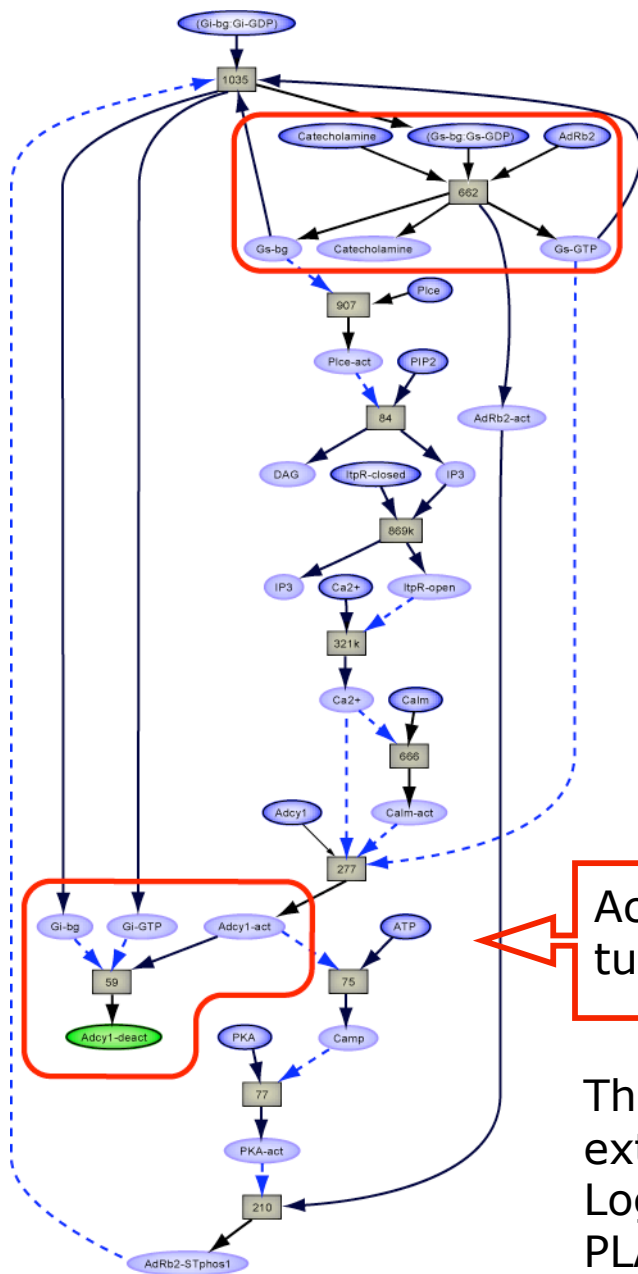 (Gi-bg:Gi-GDP)
1035
Catecholamine
(Gs-bg:Gs-GDP)
AdRb2
662
Gs-bg
Catecholamine
Gs-GTP
Plce
907
Plce-act
PIP2
84
AdRb2-act
DAG
ItpR-closed
IP3
869k
IP3
Ca2+
ItpR-open
321k
Ca2+
Calm
666
Adcy1
Calm-act
277
Gi-bg
Gi-GTP
Adcy1-act
ATP
Ac
tu
59
75
Adcy1-deact
PKA
Camp
77
Th
ext
PKA-act
Log
210
PLA
AdRb2-STphos1